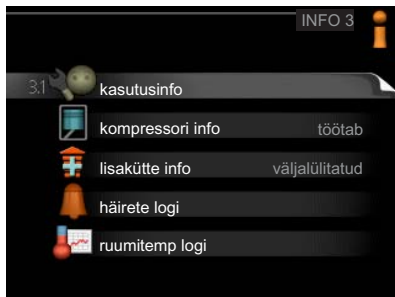 INFO 3
3.1 kasutusinfo
kompressori info töötab
lisakütte info väljalülitatud
häirete logi
ruumitemp logi